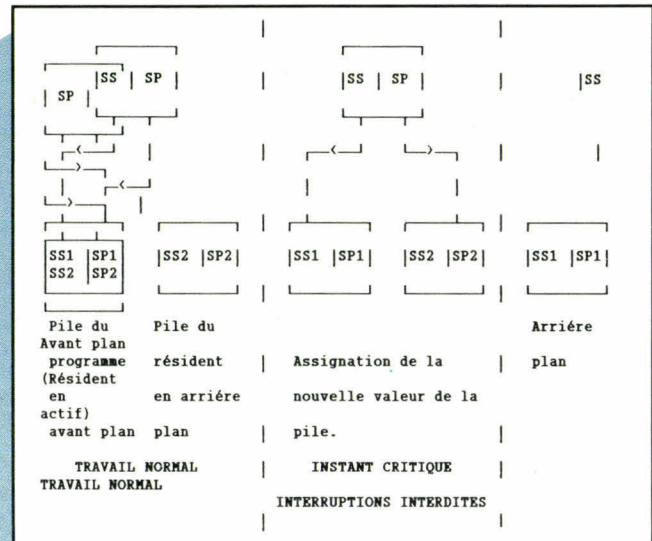 SS | SP | SS | SP | SS
SP
SS1 SP1 SS2 SP2 SS1 SP1 SS2 SP2 SS1 SP1
SS2 SP2
Pile du Pile du Arriére
Avant plan
programme résident Assignation de la plan
(Résident
en en arriére nouvelle valeur de la
actif)
avant plan plan pile.
TRAVAIL NORMAL INSTANT CRITIQUE
TRAVAIL NORMAL
INTERRUPTIONS INTERDITES